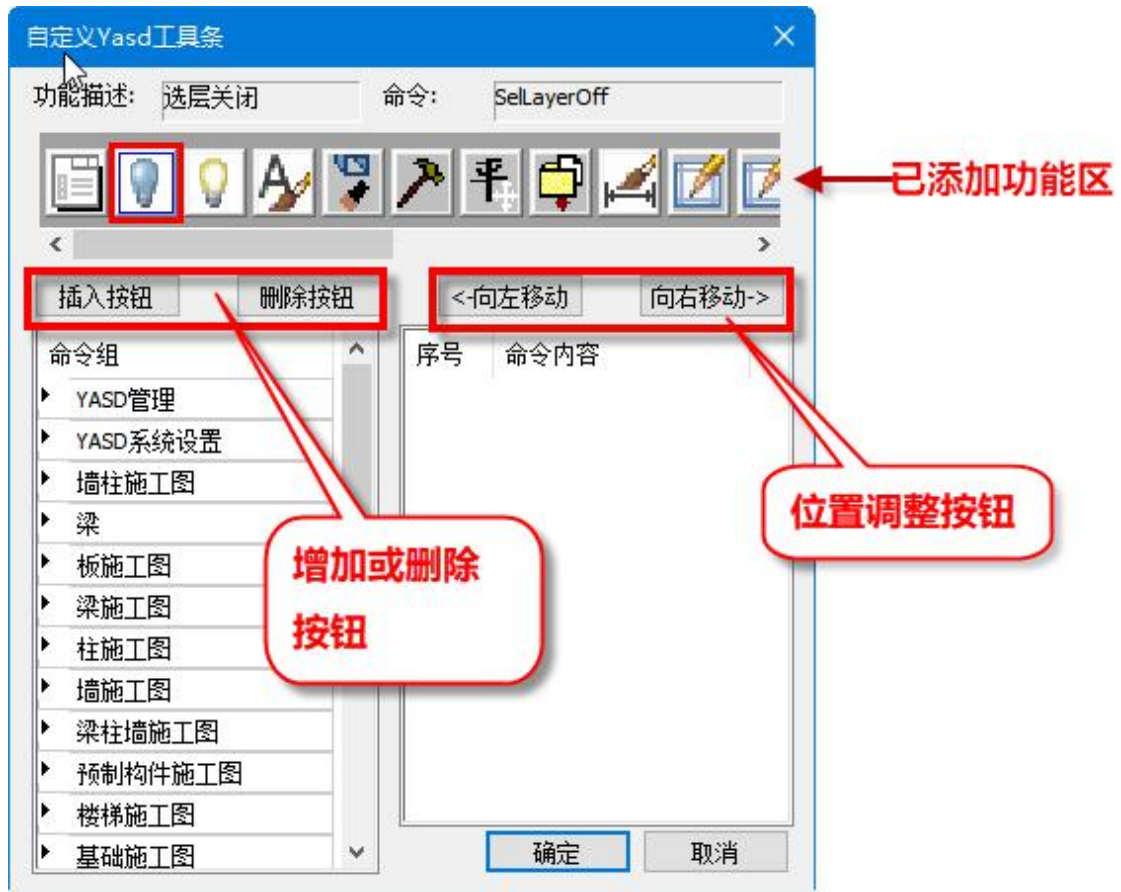 自定义Yasd工具条
功能描述: 选层关闭 命令: SelLayerOff
已添加功能区
插入按钮 删除按钮 <-向左移动 向右移动->
命令组 序号 命令内容
YASD管理
YASD系统设置
墙柱施工图
位置调整按钮
梁
板施工图
增加或删除
按钮
梁施工图
柱施工图
墙施工图
梁柱墙施工图
预制构件施工图
楼梯施工图
基础施工图
确定 取消